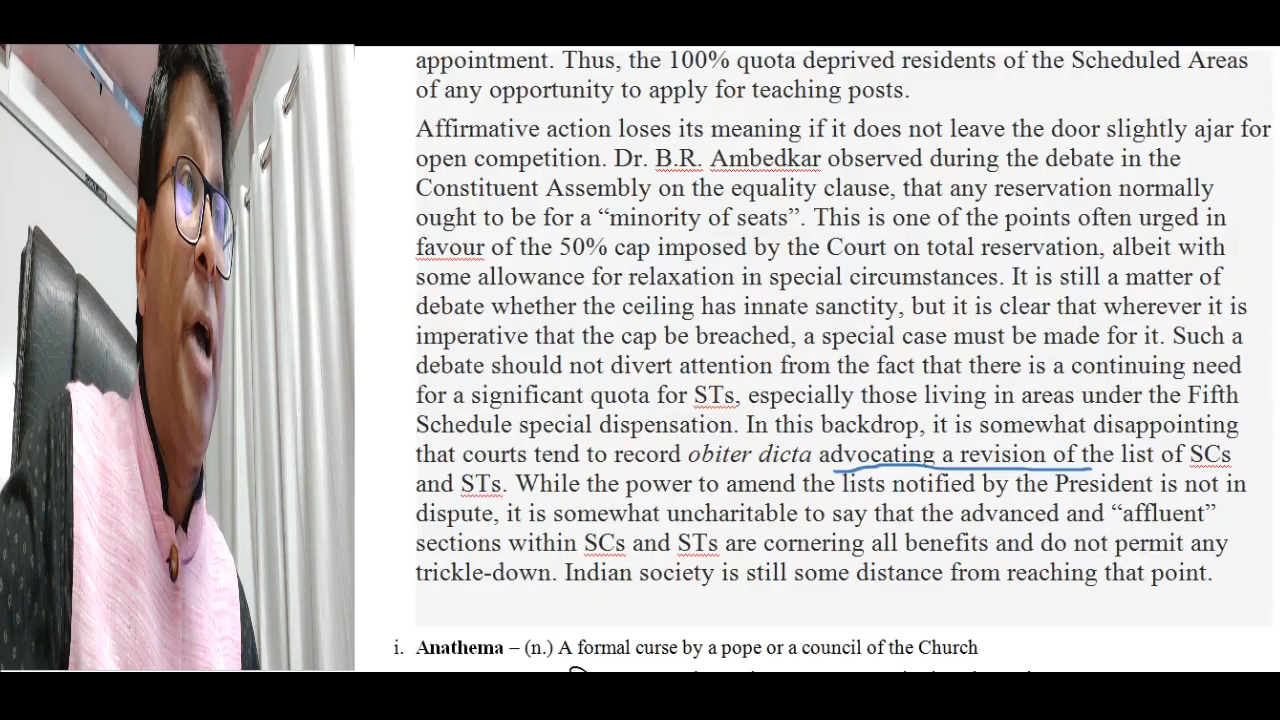 appointment. Thus, the 100% quota deprived residents of the Scheduled Areas
of any opportunity to apply for teaching posts.
Affirmative action loses its meaning if it does not leave the door slightly ajar for
open competition. Dr. B.R. Ambedkar observed during the debate in the
Constituent Assembly on the equality clause, that any reservation normally
ought to be for a “minority of seats”. This is one of the points often urged in
favour of the 50% cap imposed by the Court on total reservation, albeit with
some allowance for relaxation in special circumstances. It is still a matter of
debate whether the ceiling has innate sanctity, but it is clear that wherever it is
imperative that the cap be breached, a special case must be made for it. Such a
debate should not divert attention from the fact that there is a continuing need
for a significant quota for STs, especially those living in areas under the Fifth
Schedule special dispensation. In this backdrop, it is somewhat disappointing
that courts tend to record obiter dicta advocating a revision of the list of SCs
and STs. While the power to amend the lists notified by the President is not in
dispute, it is somewhat uncharitable to say that the advanced and “affluent”
sections within SCs and STs are cornering all benefits and do not permit any
trickle-down. Indian society is still some distance from reaching that point.
i. Anathema – (n.) A formal curse by a pope or a council of the Church